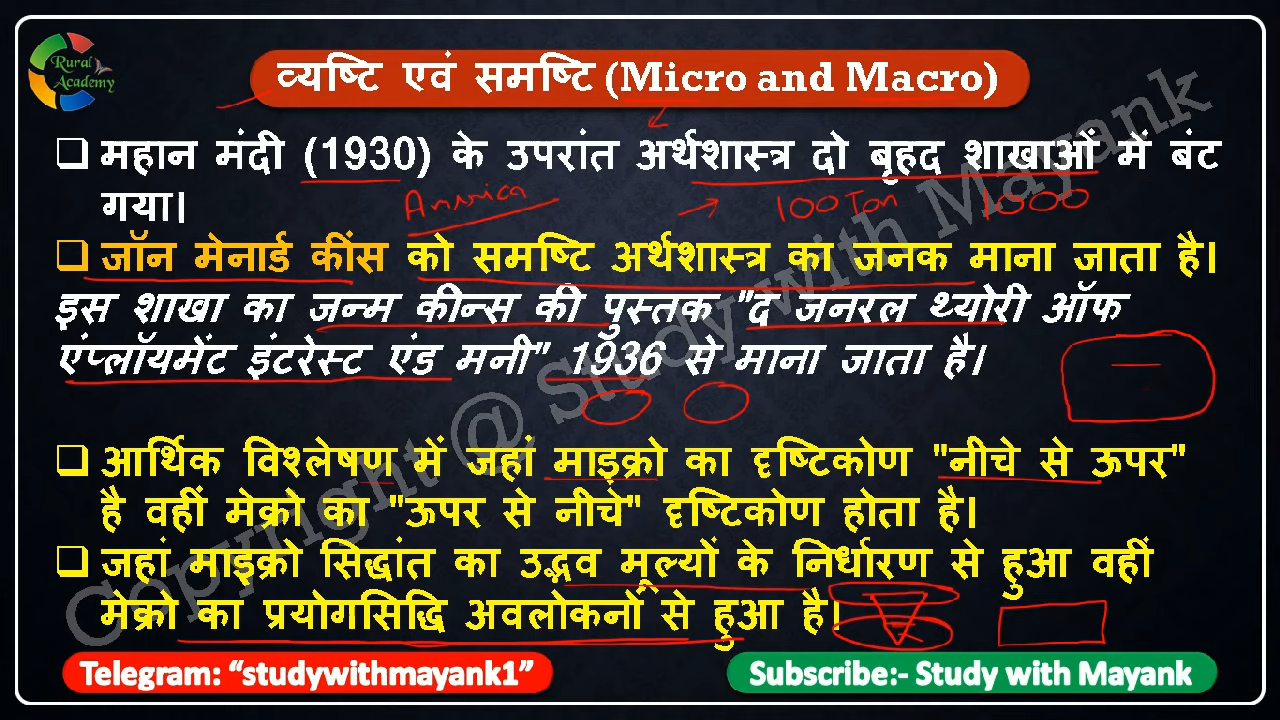 Rural
Academy
व्यष्टि एवं समष्टि (Micro and Macro)
महान मंदी (1930) के उपरांत अर्थशास्त्र दो बृहद शाखाओं में बंट
गया।
America
100 Ton 1000
जॉन मेनार्ड कींस को समष्टि अर्थशास्त्र का जनक माना जाता है।
इस शाखा का जन्म कीन्स की पुस्तक "द जनरल थ्योरी ऑफ
एंप्लॉयमेंट इंटरेस्ट एंड मनी" 1936 से माना जाता है।
आर्थिक विश्लेषण में जहां माइक्रो का दृष्टिकोण "नीचे से ऊपर"
है वहीं मेक्रो का "ऊपर से नीचे" दृष्टिकोण होता है।
जहां माइक्रो सिद्धांत का उद्भव मूल्यों के निर्धारण से हुआ वहीं
मेक्रो का प्रयोगसिद्धि अवलोकनों से हुआ है।
Copyright @ Study with Mayank
Telegram: “studywithmayank1”
Subscribe:- Study with Mayank